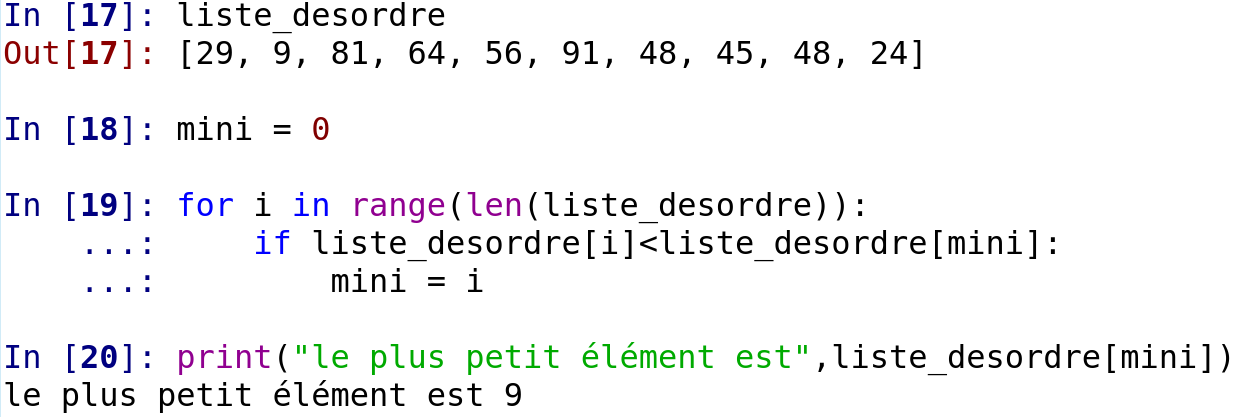 In [17]: liste_desordre
Out[17]: [29, 9, 81, 64, 56, 91, 48, 45, 48, 24]
In [18]: mini = 0
In [19]: for i in range(len(liste_desordre)):
    ...:     if liste_desordre[i]<liste_desordre[mini]:
    ...:         mini = i
In [20]: print("le plus petit élément est",liste_desordre[mini])
le plus petit élément est 9